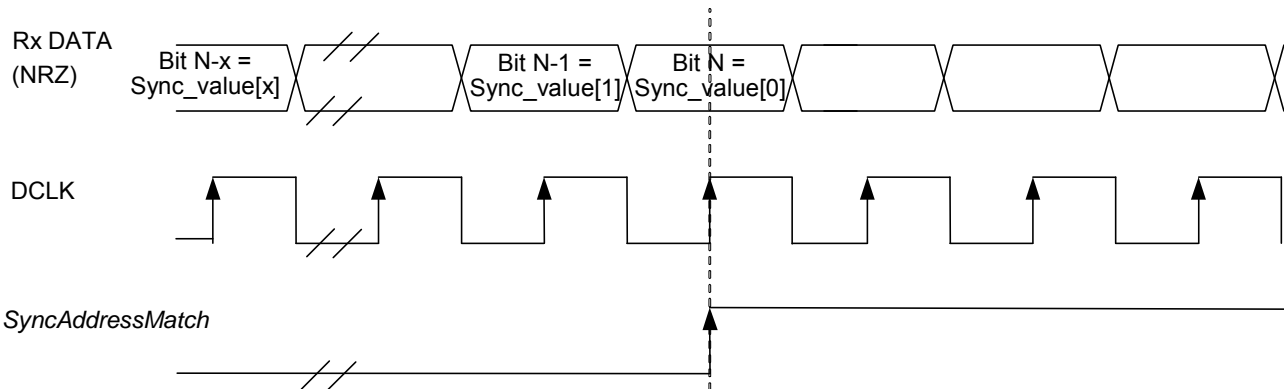 Rx DATA
(NRZ)
Bit N-x =
Sync_value[x]
Bit N-1 =
Sync_value[1]
Bit N =
Sync_value[0]
DCLK
SyncAddressMatch